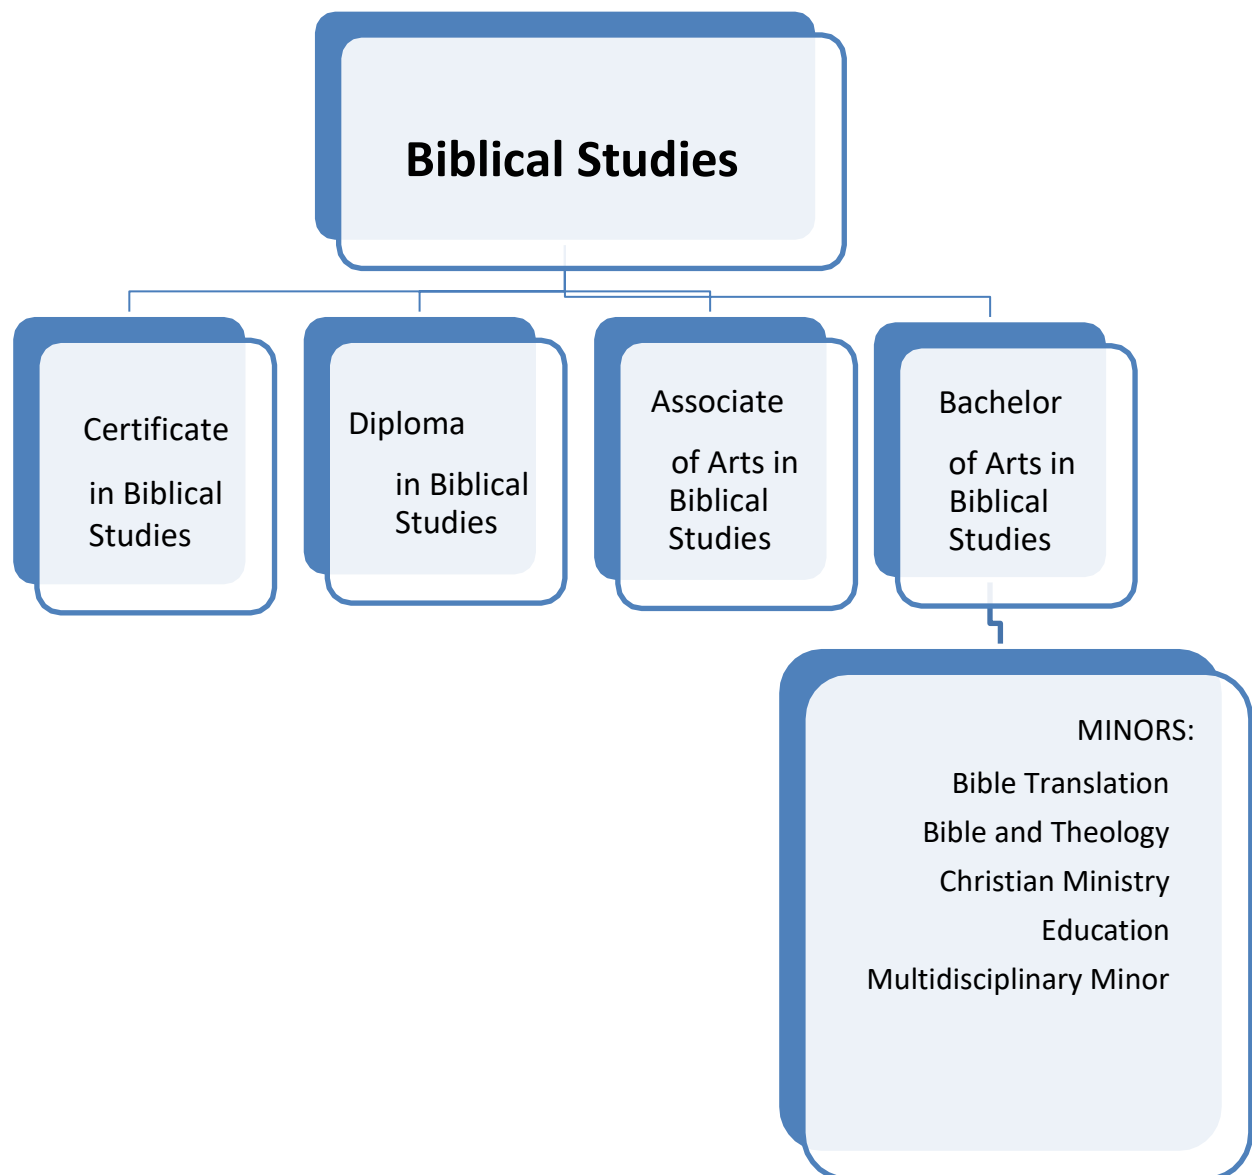 Biblical Studies
Certificate
in Biblical
Studies
Diploma
in Biblical
Studies
Associate
of Arts in
Biblical
Studies
Bachelor
of Arts in
Biblical
Studies
MINORS:
Bible Translation
Bible and Theology
Christian Ministry
Education
Multidisciplinary Minor